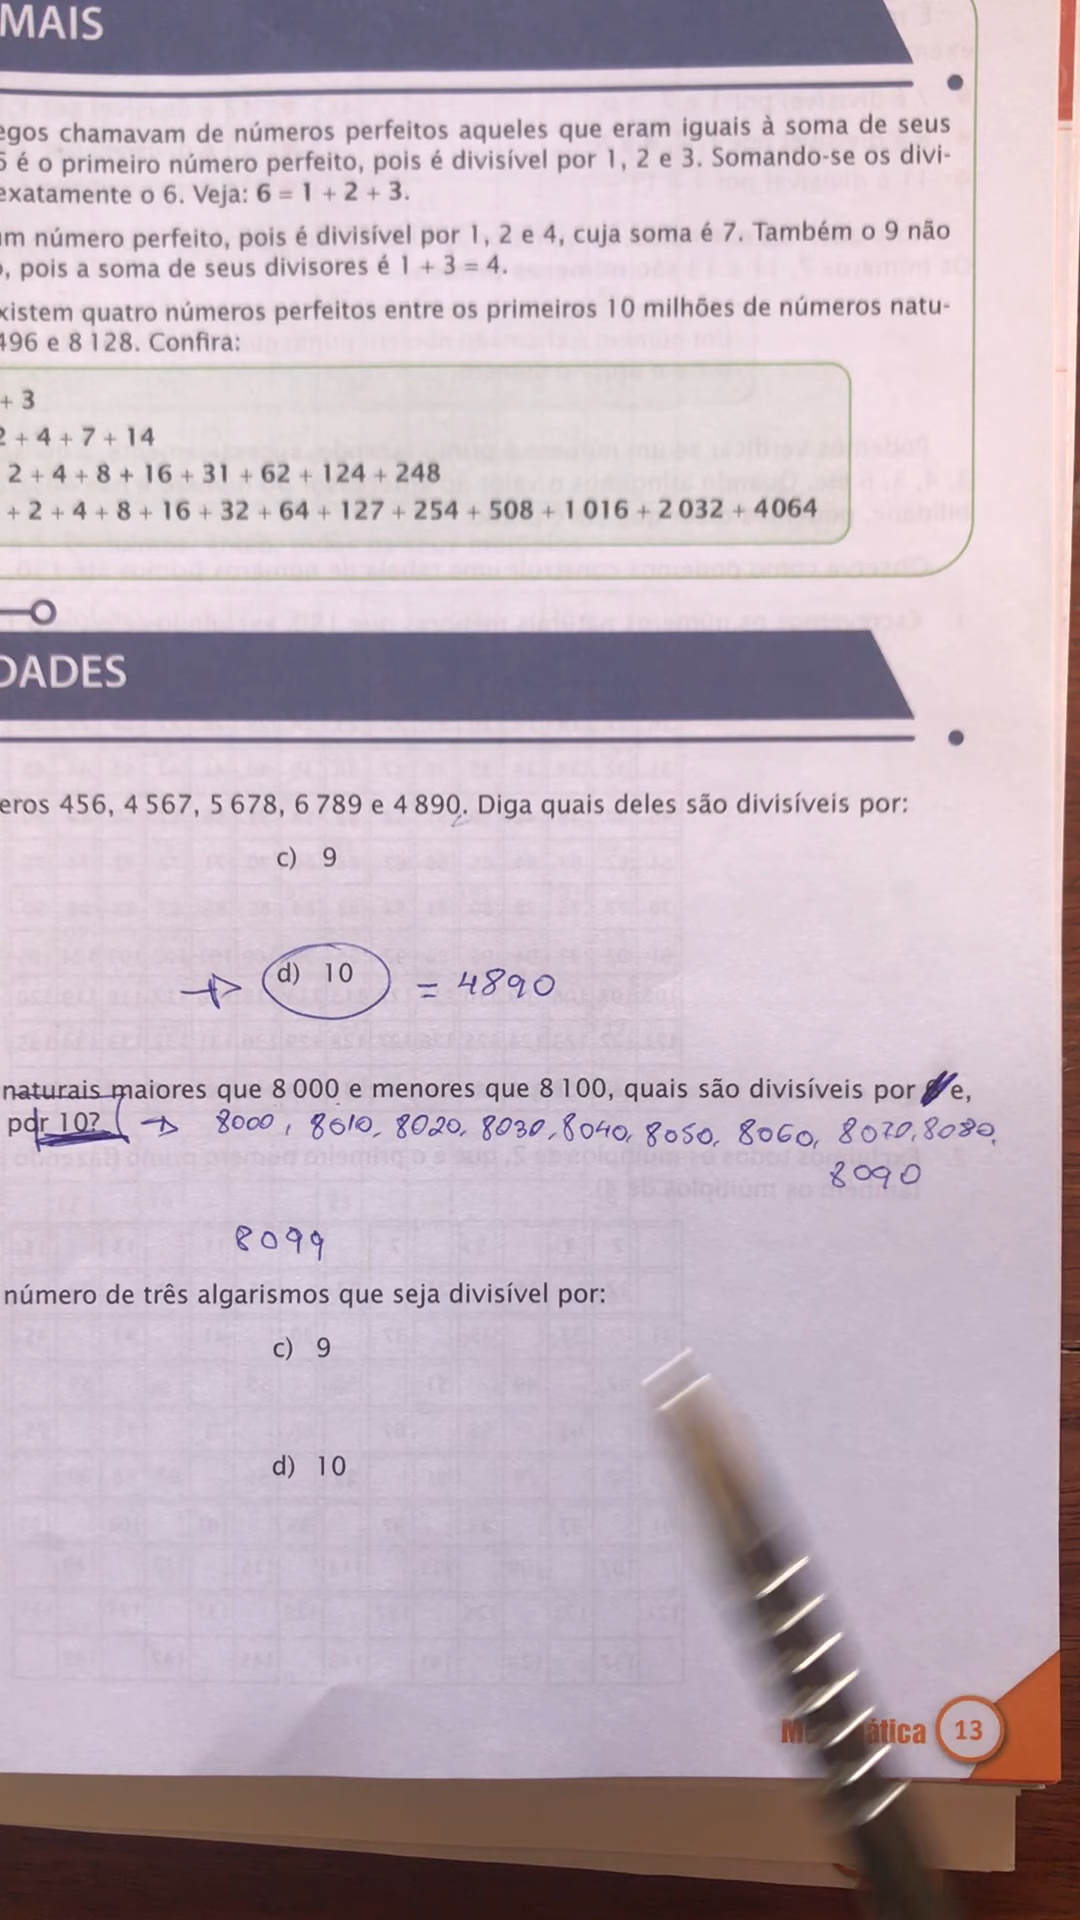 MAIS
egos chamavam de números perfeitos aqueles que eram iguais à soma de seus
6 é o primeiro número perfeito, pois é divisível por 1, 2 e 3. Somando-se os divi-
exatamente o 6. Veja: 6 = 1 + 2 + 3.
um número perfeito, pois é divisível por 1, 2 e 4, cuja soma é 7. Também o 9 não
, pois a soma de seus divisores é 1 + 3 = 4.
xistem quatro números perfeitos entre os primeiros 10 milhões de números natu-
496 e 8 128. Confira:
+ 3
2 + 4 + 7 + 14
2 + 4 + 8 + 16 + 31 + 62 + 124 + 248
+ 2 + 4 + 8 + 16 + 32 + 64 + 127 + 254 + 508 + 1 016 + 2 032 + 4 064
DADES
eros 456, 4 567, 5 678, 6 789 e 4 890. Diga quais deles são divisíveis por:
c) 9
d) 10 = 4890
naturais maiores que 8 000 e menores que 8 100, quais são divisíveis por e,
por 10? → 8000, 8010, 8020, 8030, 8040, 8050, 8060, 8070, 8080,
8090
8099
número de três algarismos que seja divisível por:
c) 9
d) 10
13